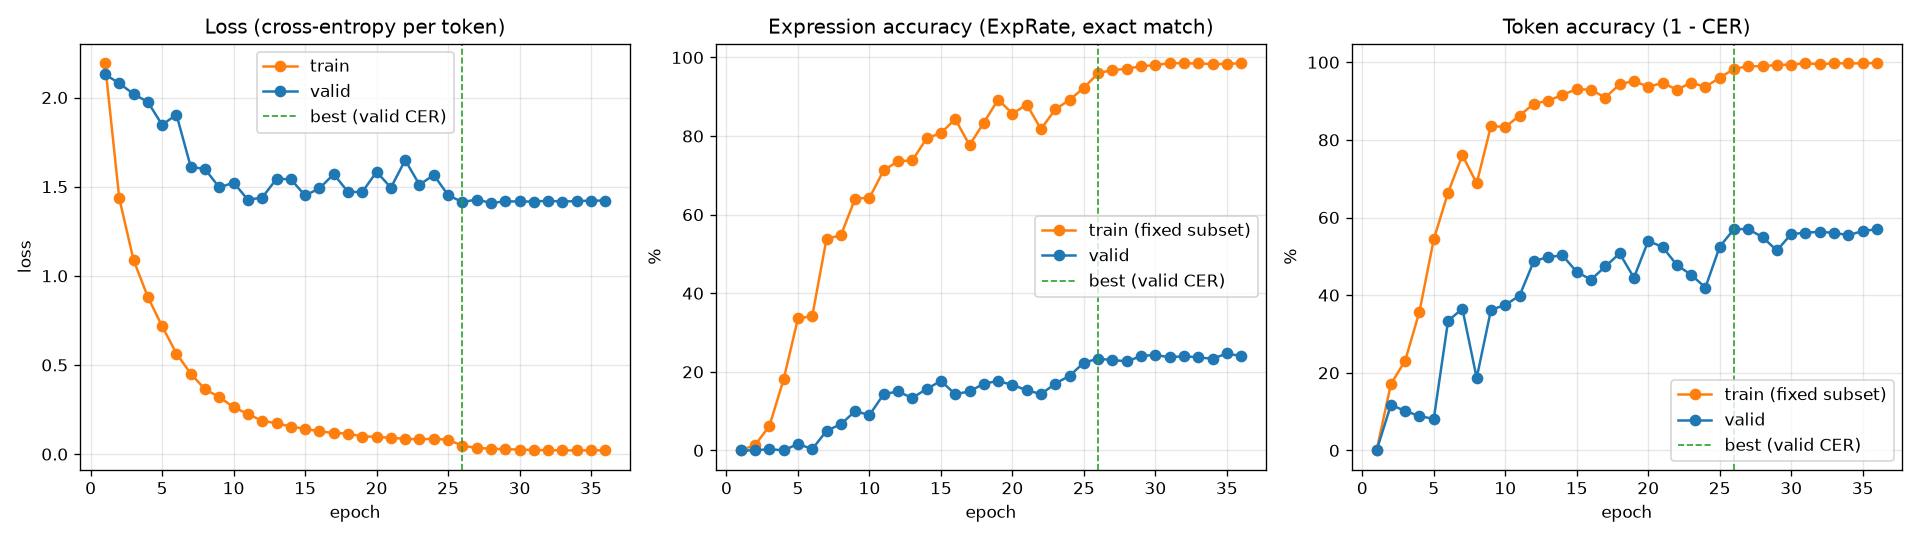 Loss (cross-entropy per token)
train
valid
best (valid CER)
2.0
1.5
1.0
0.5
0.0
loss
0 5 10 15 20 25 30 35
epoch
Expression accuracy (ExpRate, exact match)
100
80
60
40
20
0
%
train (fixed subset)
valid
best (valid CER)
0 5 10 15 20 25 30 35
epoch
Token accuracy (1 - CER)
100
80
60
40
20
0
%
train (fixed subset)
valid
best (valid CER)
0 5 10 15 20 25 30 35
epoch